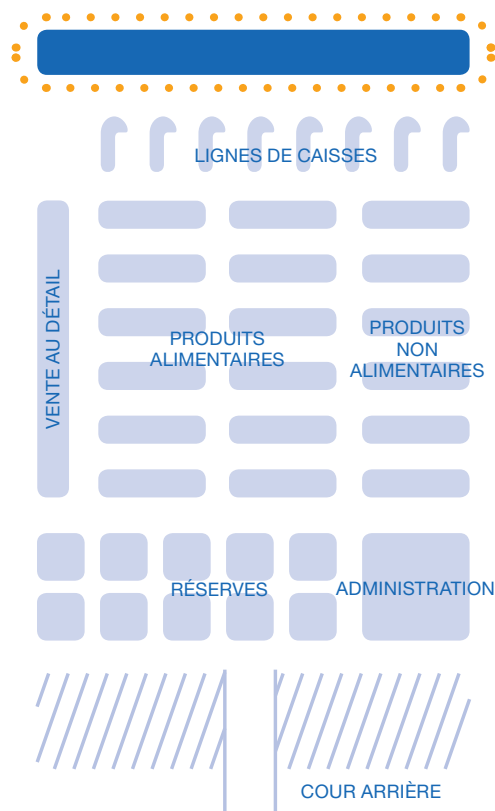 LIGNES DE CAISSES
VENTE AU DÉTAIL
PRODUITS
ALIMENTAIRES
PRODUITS
NON
ALIMENTAIRES
RÉSERVES
ADMINISTRATION
COUR ARRIÈRE